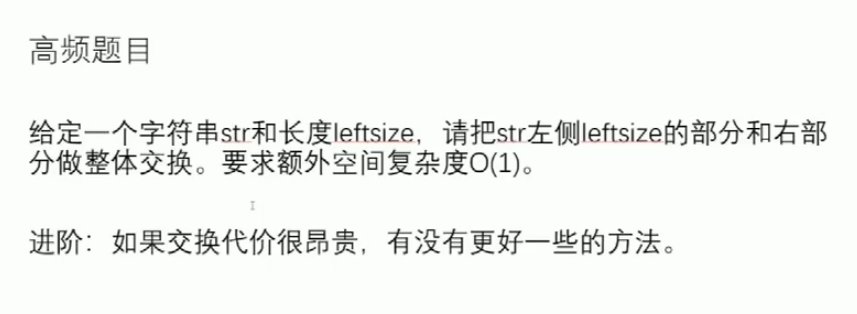 高频题目
给定一个字符串str和长度leftsize，请把str左侧leftsize的部分和右部
分做整体交换。要求额外空间复杂度O(1)。
进阶：如果交换代价很昂贵，有没有更好一些的方法。